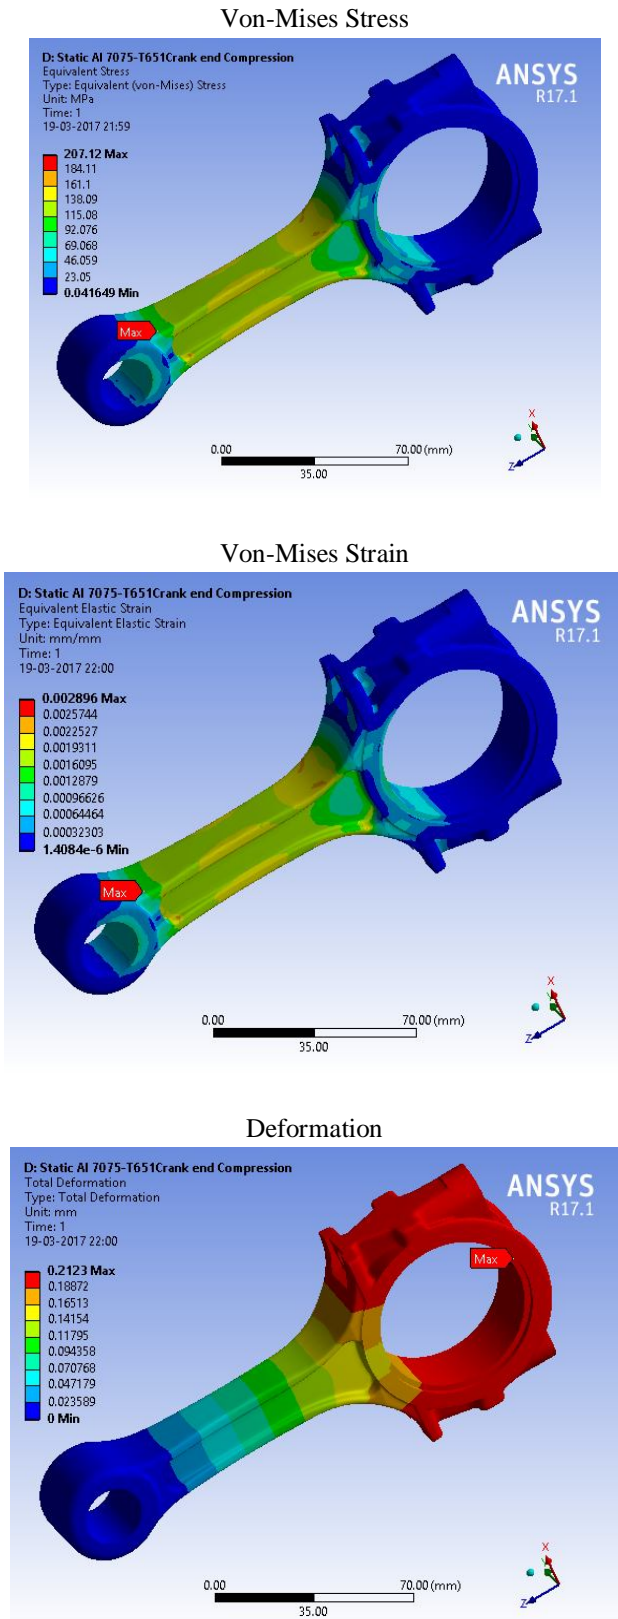 Von-Mises Stress
D: Static Al 7075-T651Crank end Compression
Equivalent Stress
Type: Equivalent (von-Mises) Stress
Unit: MPa
Time: 1
19-03-2017 21:59
ANSYS
R17.1
207.12 Max
184.11
161.1
138.09
115.08
92.076
69.068
46.059
23.05
0.041649 Min
Max
0.00
70.00 (mm)
35.00
X
Z
Von-Mises Strain
D: Static Al 7075-T651Crank end Compression
Equivalent Elastic Strain
Type: Equivalent Elastic Strain
Unit: mm/mm
Time: 1
19-03-2017 22:00
ANSYS
R17.1
0.002896 Max
0.0025744
0.0022527
0.0019311
0.0016095
0.0012879
0.00096626
0.00064464
0.00032303
1.4084e-6 Min
Max
0.00
70.00 (mm)
35.00
X
Z
Deformation
D: Static Al 7075-T651Crank end Compression
Total Deformation
Type: Total Deformation
Unit: mm
Time: 1
19-03-2017 22:00
ANSYS
R17.1
0.2123 Max
0.18872
0.16513
0.14154
0.11795
0.094358
0.070768
0.047179
0.023589
0 Min
Max
0.00
70.00 (mm)
35.00
X
Z